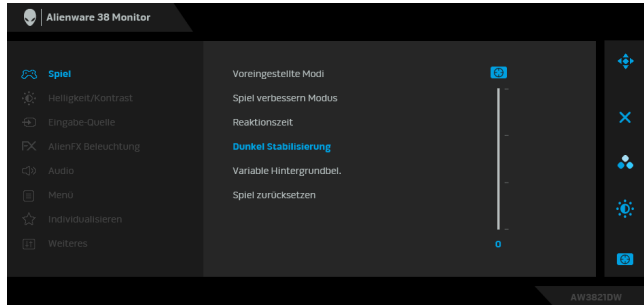 Alienware 38 Monitor
Spiel
Helligkeit/Kontrast
Eingabe-Quelle
AlienFX Beleuchtung
Audio
Menü
Individualisieren
Weiteres
Voreingestellte Modi
Spiel verbessern Modus
Reaktionszeit
Dunkel Stabilisierung
Variable Hintergrundbel.
Spiel zurücksetzen
0
AW3821DW